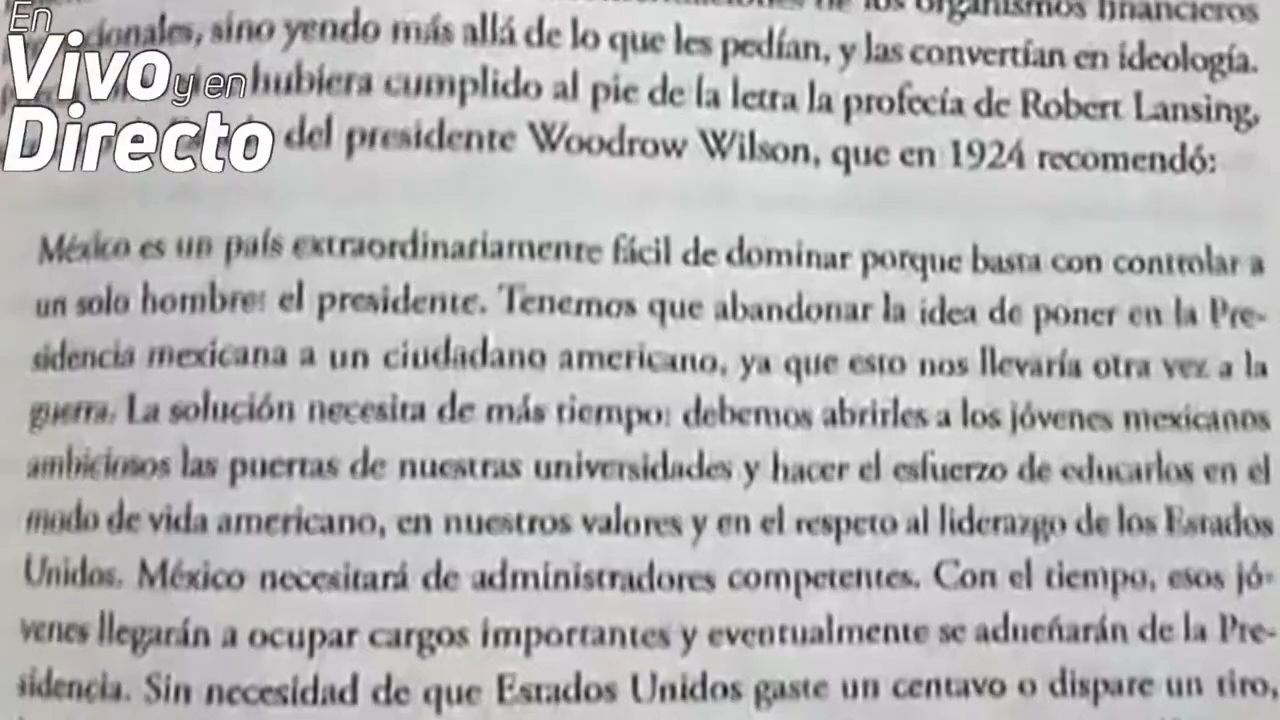 En
Vivo y en
Directo
de los organismos financieros
sino yendo más allá de lo que les pedían, y las convertían en ideología.
hubiera cumplido al pie de la letra la profecía de Robert Lansing,
del presidente Woodrow Wilson, que en 1924 recomendó:
México es un país extraordinariamente fácil de dominar porque basta con controlar a
un solo hombre: el presidente. Tenemos que abandonar la idea de poner en la Pre-
sidencia mexicana a un ciudadano americano, ya que esto nos llevaría otra vez a la
guerra. La solución necesita de más tiempo: debemos abrirles a los jóvenes mexicanos
ambiciosos las puertas de nuestras universidades y hacer el esfuerzo de educarlos en el
modo de vida americano, en nuestros valores y en el respeto al liderazgo de los Estados
Unidos. México necesitará de administradores competentes. Con el tiempo, esos jó-
venes llegarán a ocupar cargos importantes y eventualmente se adueñarán de la Pre-
sidencia. Sin necesidad de que Estados Unidos gaste un centavo o dispare un tiro,